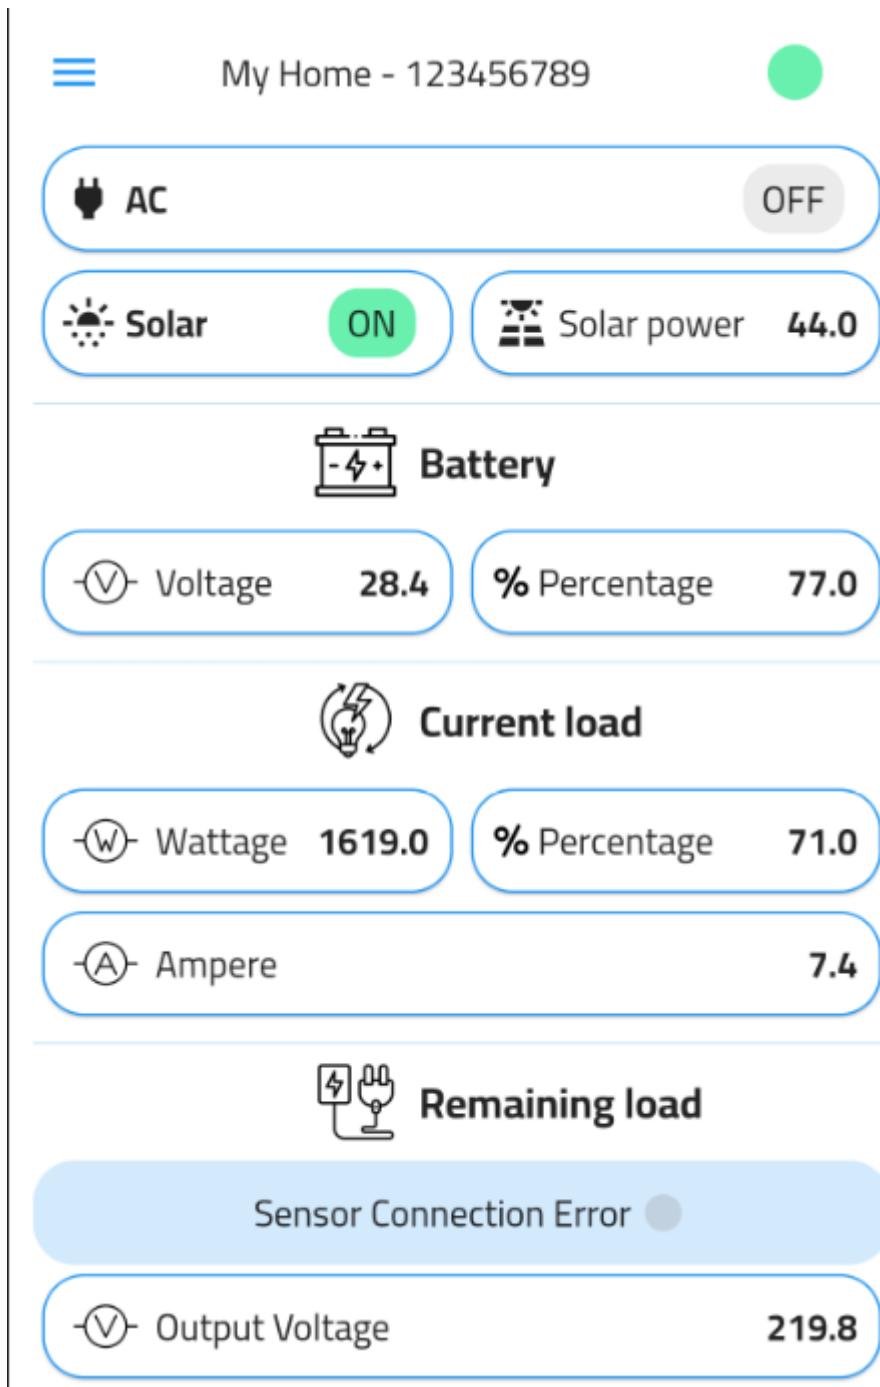 My Home - 123456789
AC OFF
Solar ON Solar power 44.0
Battery
V Voltage 28.4 % Percentage 77.0
Current load
W Wattage 1619.0 % Percentage 71.0
A Ampere 7.4
Remaining load
Sensor Connection Error
V Output Voltage 219.8